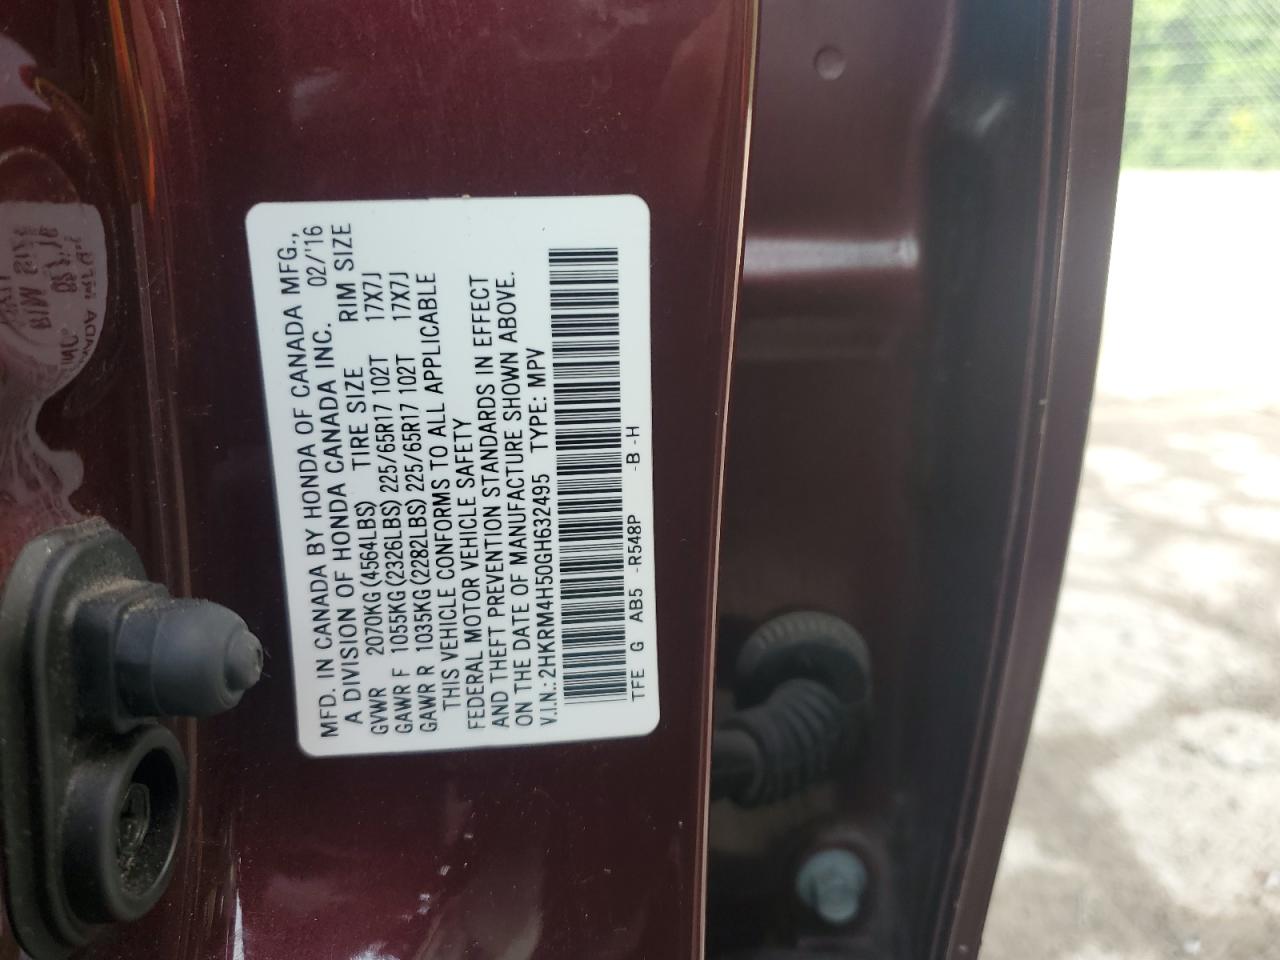 MFD. IN CANADA BY HONDA OF CANADA MFG.,
A DIVISION OF HONDA CANADA INC. 02/'16
GVWR 2070KG(4564LBS) TIRE SIZE RIM SIZE
GAWR F 1055KG(2326LBS) 225/65R17 102T 17X7J
GAWR R 1035KG(2282LBS) 225/65R17 102T 17X7J
THIS VEHICLE CONFORMS TO ALL APPLICABLE
FEDERAL MOTOR VEHICLE SAFETY
AND THEFT PREVENTION STANDARDS IN EFFECT
ON THE DATE OF MANUFACTURE SHOWN ABOVE.
V.I.N.: 2HKRM4H50GH632495 TYPE: MPV
TFE G AB5 -R548P -B -H